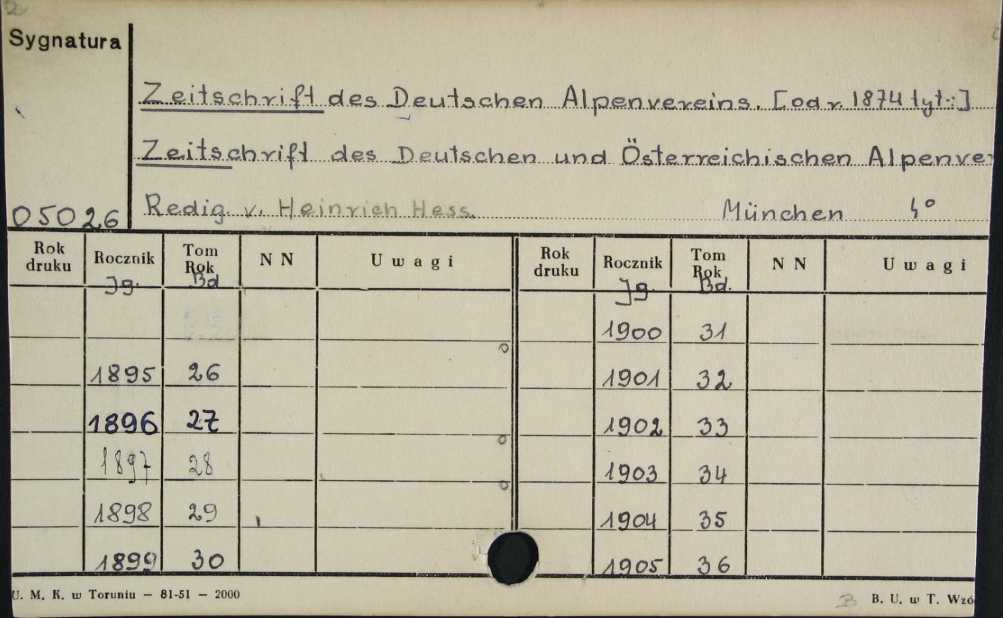 Sygnatura
Zeitschrift des Deutschen Alpenvereins. [od r. 1874 tyt.:]
Zeitschrift des Deutschen und Österreichischen Alpenve
05026 Redig. v. Heinrich Hess. München 4°
Rok druku Rocznik Tom Rok NN Uwagi Rok druku Rocznik Tom Rok NN Uwagi
Jg. Bd. Jg. Bd.
1900 31
1895 26 1901 32
1896 27 1902 33
1897 28 1903 34
1898 29 1904 35
1899 30 1905 36
U. M. K. w Toruniu — 81-51 — 2000 B. U. w T. Wzó